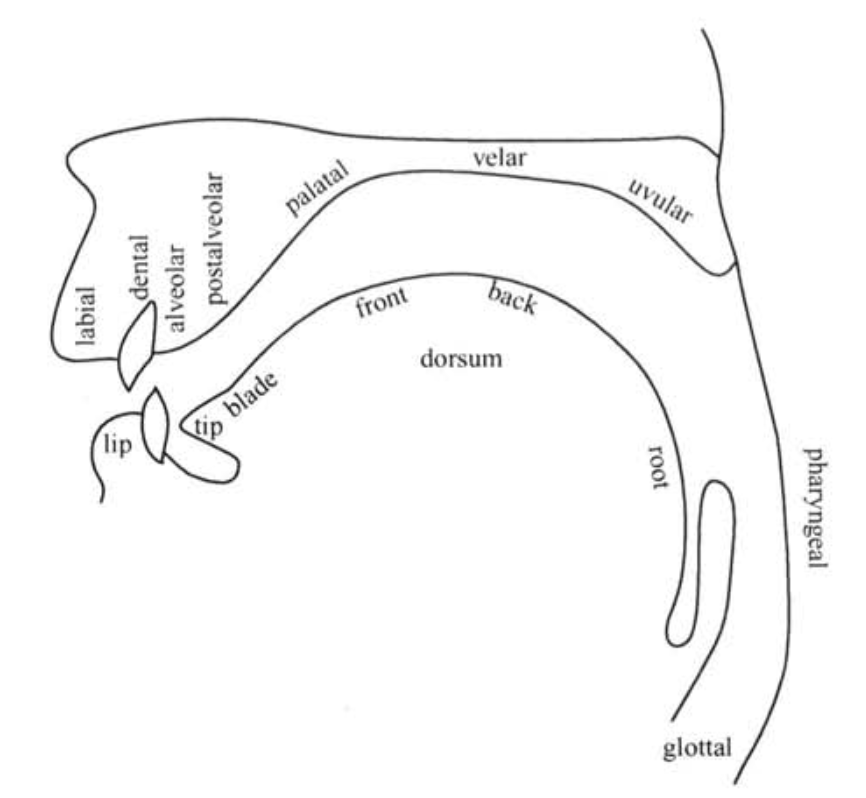 velar
palatal
uvular
postalveolar
dental
alveolar
labial
front
back
dorsum
blade
tip
lip
root
pharyngeal
glottal